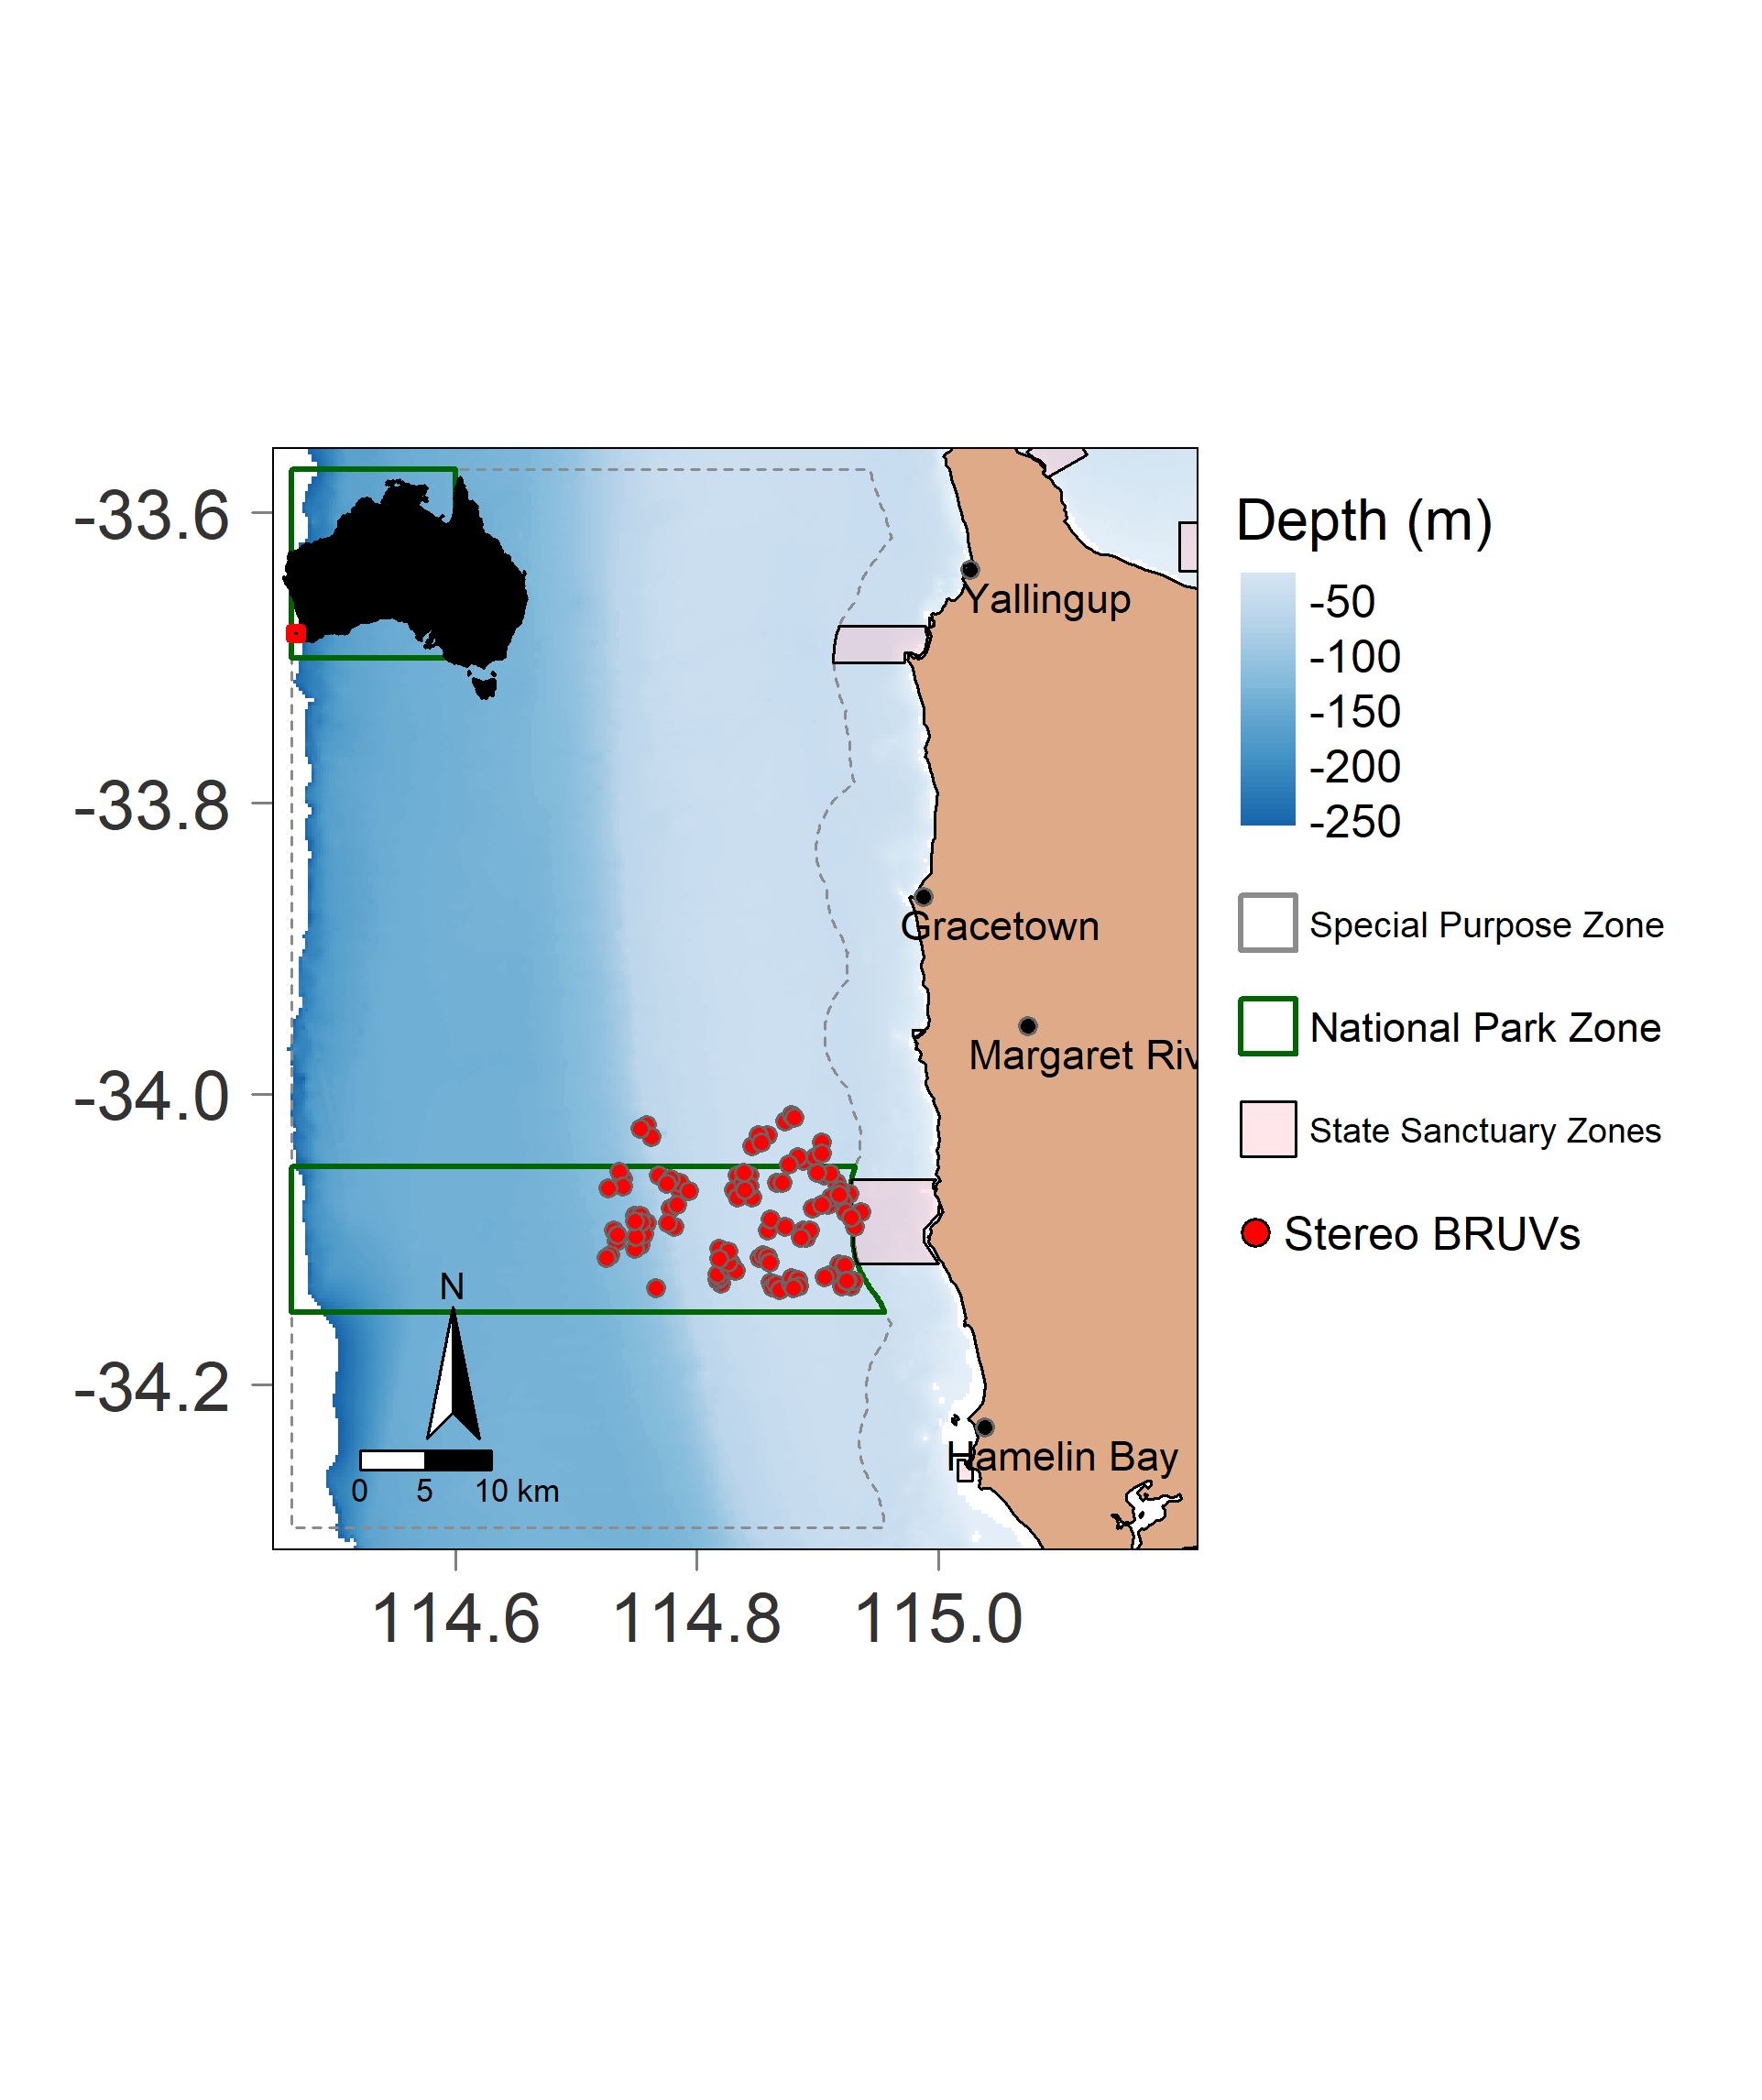 -33.6
-33.8
-34.0
-34.2
114.6
114.8
115.0
Yallingup
Gracetown
Margaret Riv
Hamelin Bay
N
0
5
10 km
Depth (m)
-50
-100
-150
-200
-250
Special Purpose Zone
National Park Zone
State Sanctuary Zones
Stereo BRUVs